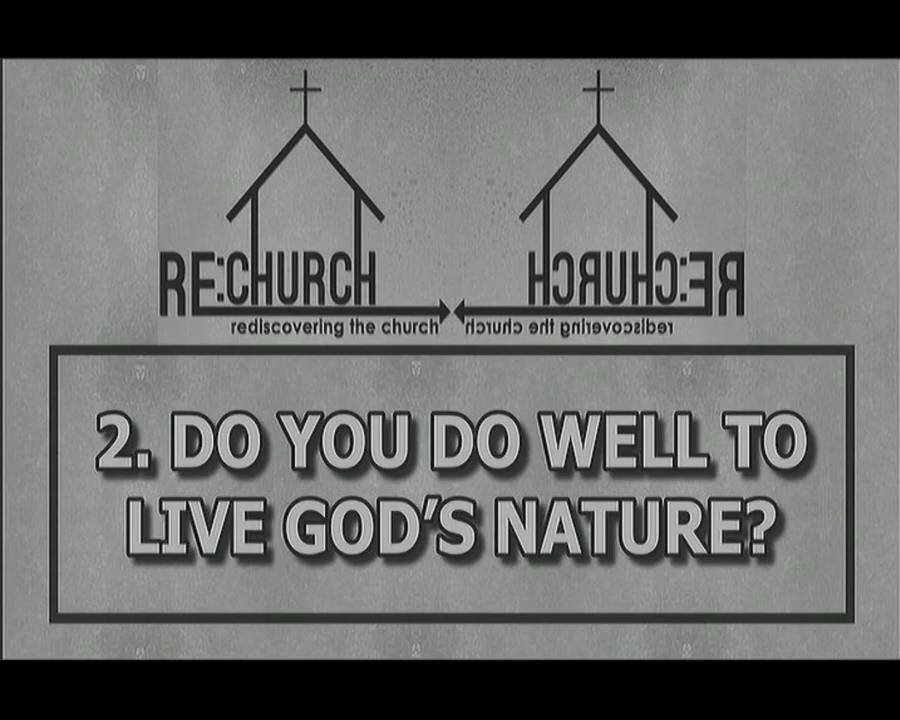 RE:CHURCH
rediscovering the church
RE:CHURCH
rediscovering the church
2. DO YOU DO WELL TO
LIVE GOD'S NATURE?